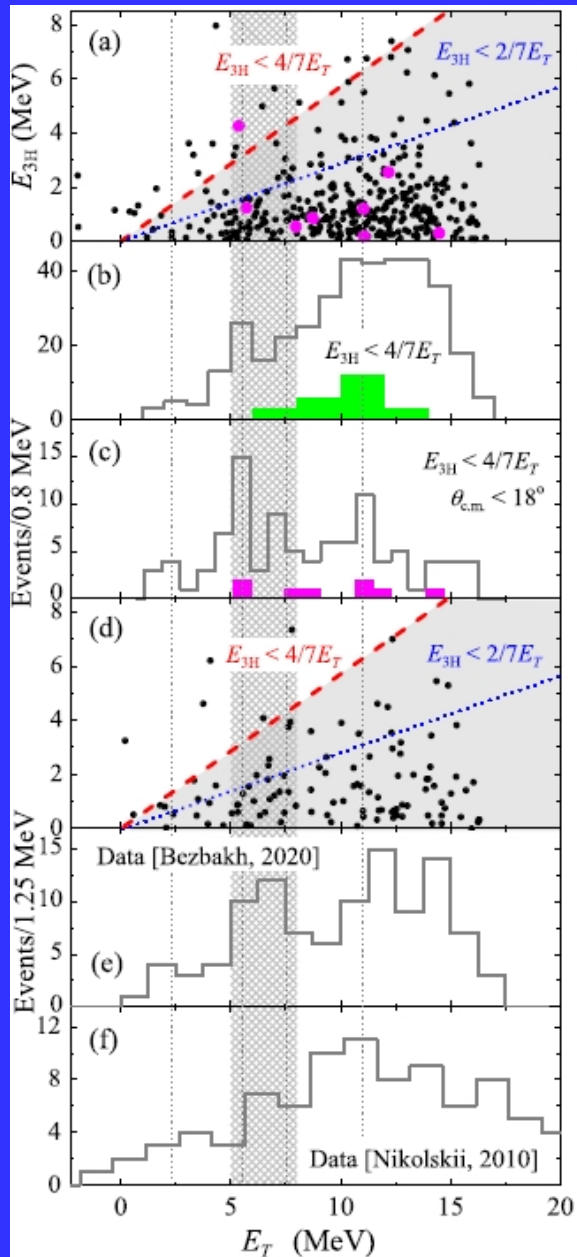 (a)
E3H < 4/7ET
E3H < 2/7ET
E3H (MeV)
8
6
4
2
0
(b)
40
20
0
E3H < 4/7ET
(c)
E3H < 4/7ET
θc.m. < 18°
Events/0.8 MeV
15
10
5
0
(d)
E3H < 4/7ET
E3H < 2/7ET
8
6
4
2
0
Data [Bezbakh, 2020]
Events/1.25 MeV
15
10
5
0
(e)
(f)
12
8
4
0
Data [Nikolskii, 2010]
0 5 10 15 20
ET (MeV)